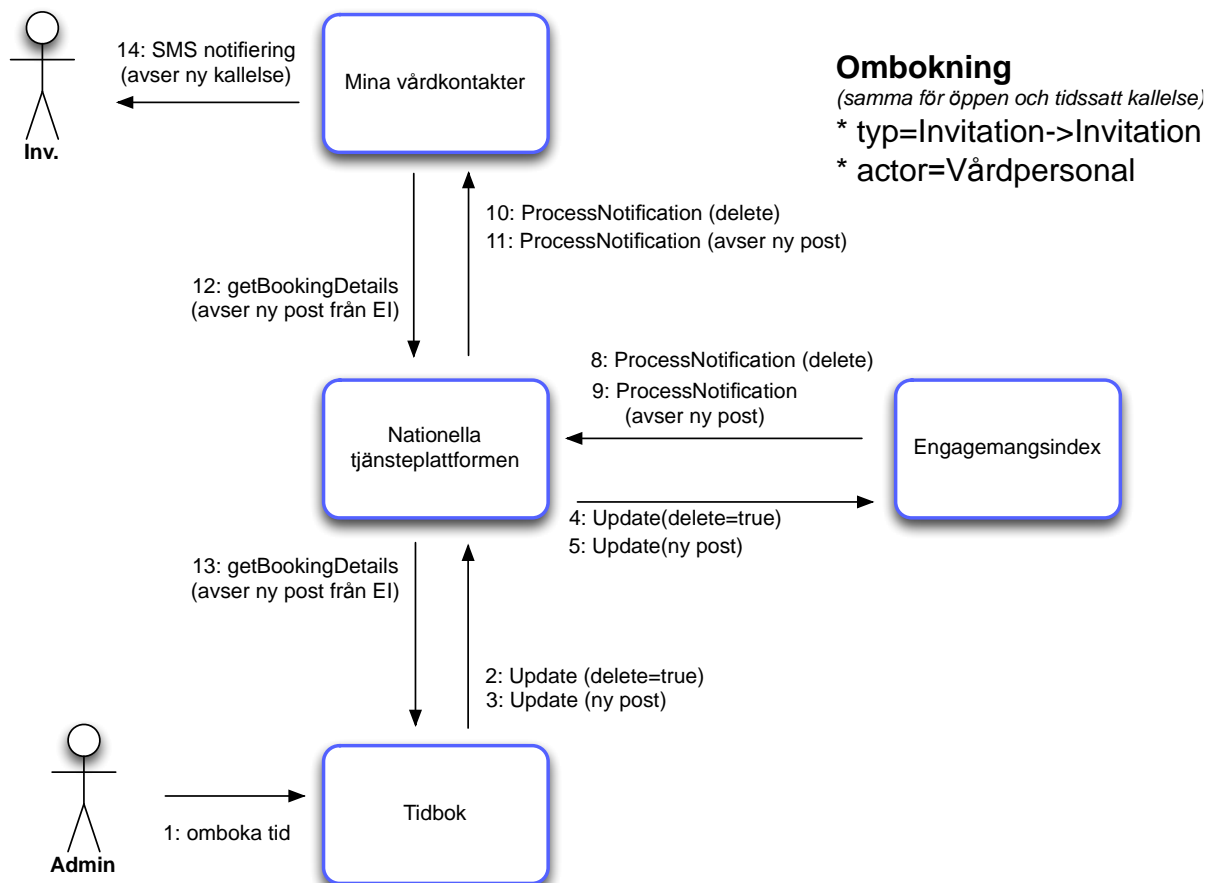 14: SMS notifiering
(avser ny kallelse)
Mina vårdkontakter
Ombokning
(samma för öppen och tidssatt kallelse)
* typ=Invitation->Invitation
* actor=Vårdpersonal
Inv.
10: ProcessNotification (delete)
11: ProcessNotification (avser ny post)
12: getBookingDetails
(avser ny post från EI)
8: ProcessNotification (delete)
9: ProcessNotification
(avser ny post)
Nationella
tjänsteplattformen
Engagemangsindex
4: Update(delete=true)
5: Update(ny post)
13: getBookingDetails
(avser ny post från EI)
2: Update (delete=true)
3: Update (ny post)
Tidbok
1: omboka tid
Admin